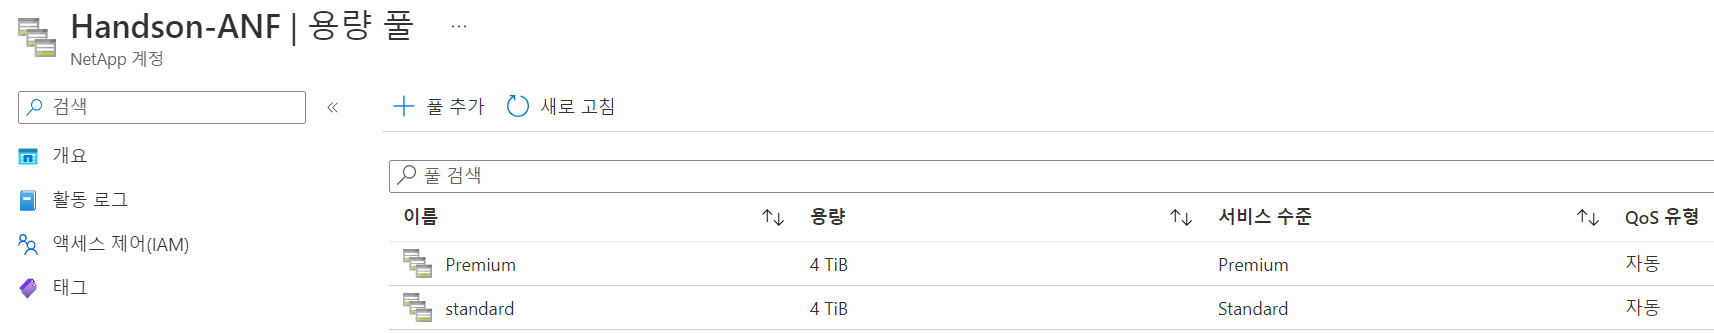 Handson-ANF | 용량 풀 ...
NetApp 계정
검색 «
+ 풀 추가 새로 고침
개요
활동 로그
액세스 제어(IAM)
태그
풀 검색
이름 ↑↓ 용량 ↑↓ 서비스 수준 ↑↓ QoS 유형
Premium 4 TiB Premium 자동
standard 4 TiB Standard 자동